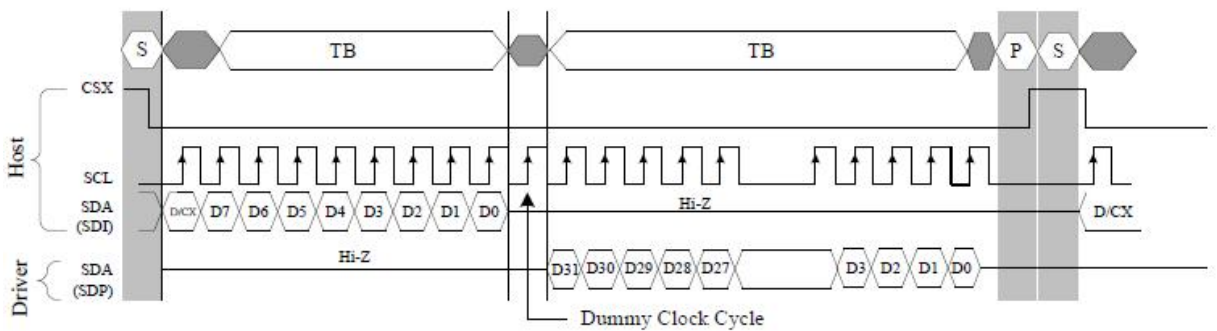 S TB TB P S
Host
CSX
SCL
SDA D/CX D7 D6 D5 D4 D3 D2 D1 D0 Hi-Z D/CX
(SDI)
Driver
SDA Hi-Z D31 D30 D29 D28 D27 D3 D2 D1 D0
(SDP)
Dummy Clock Cycle